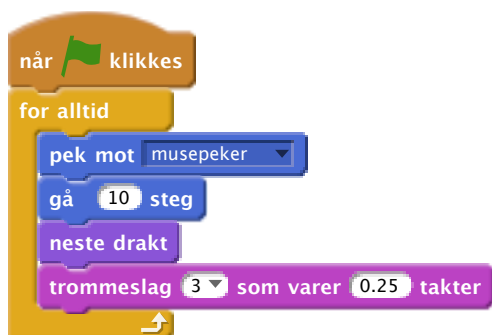 når klikkes
for alltid
pek mot musepeker
gå 10 steg
neste drakt
trommeslag 3 som varer 0.25 takter